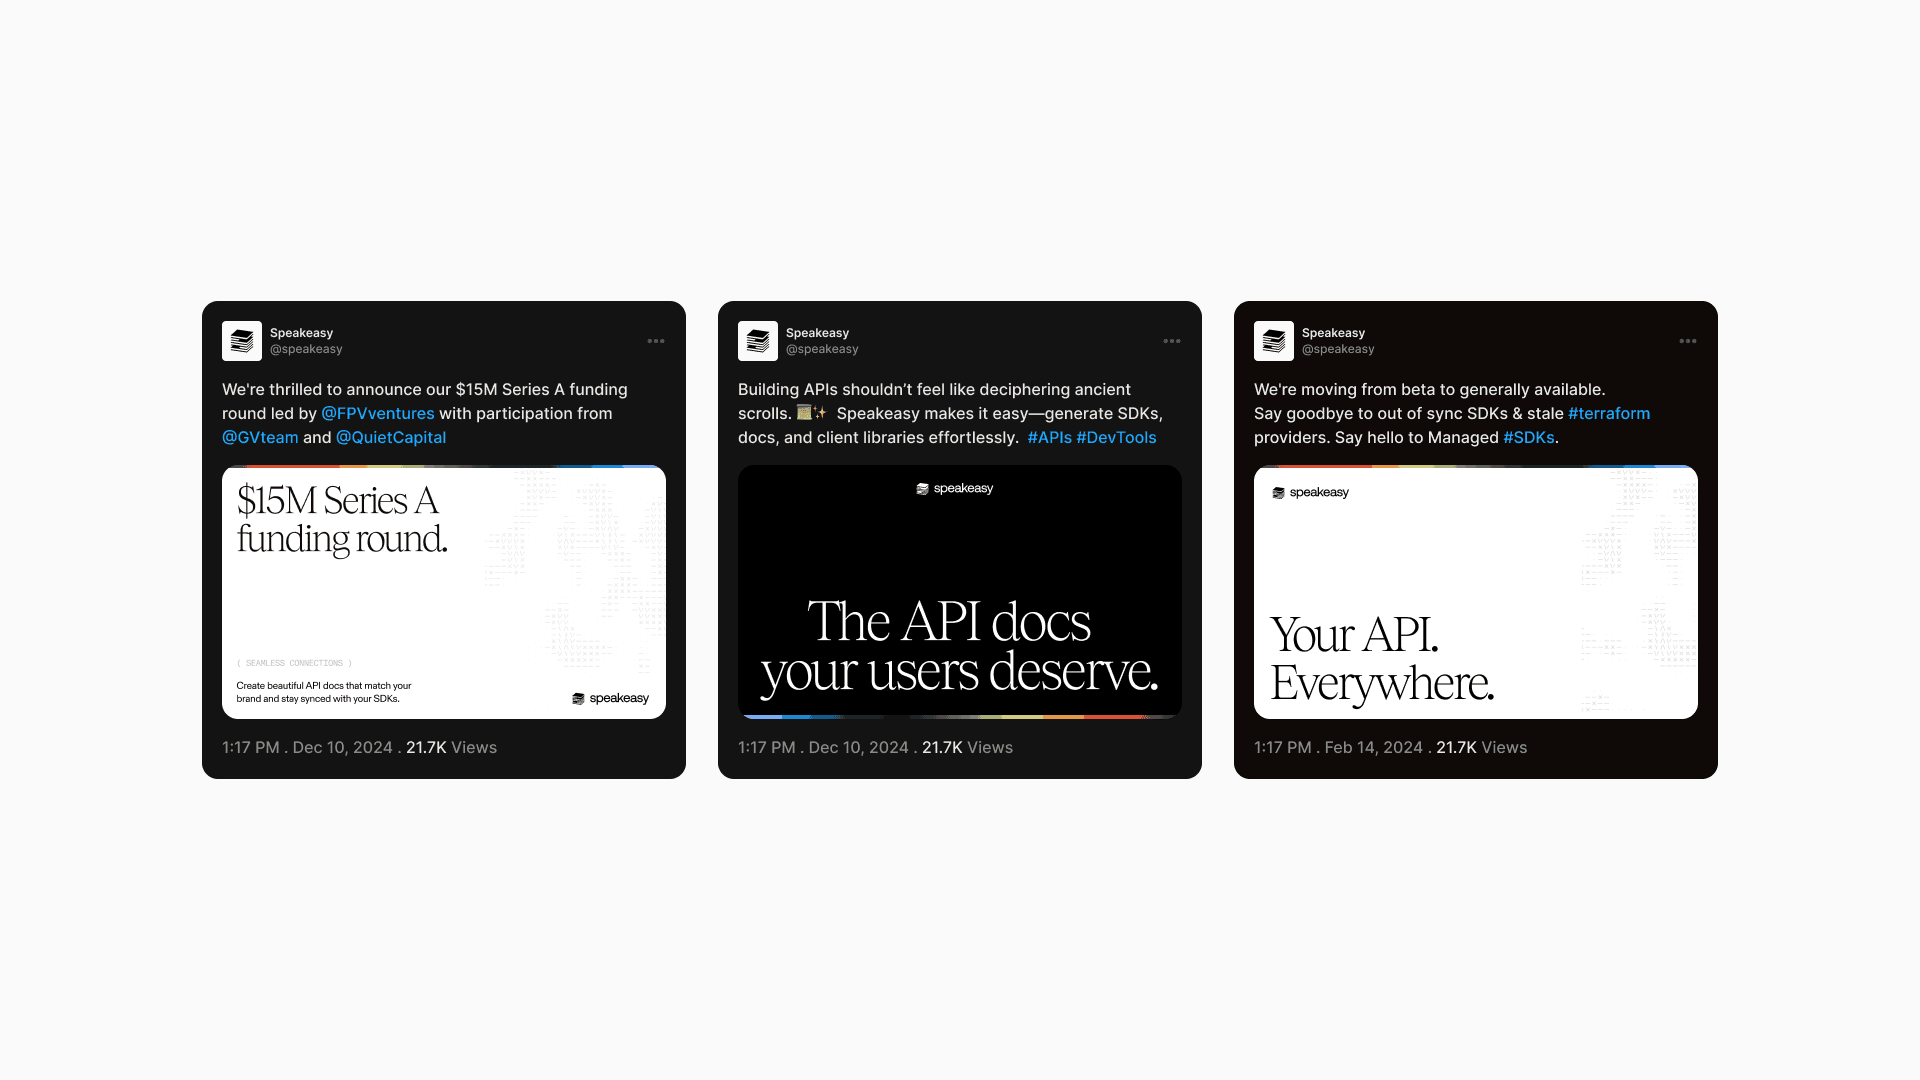 Speakeasy
@speakeasy
We're thrilled to announce our $15M Series A funding
round led by @FPVventures with participation from
@GVteam and @QuietCapital
$15M Series A
funding round.
( SEAMLESS CONNECTIONS )
Create beautiful API docs that match your
brand and stay synced with your SDKs.
speakeasy
1:17 PM . Dec 10, 2024 . 21.7K Views
Speakeasy
@speakeasy
Building APIs shouldn’t feel like deciphering ancient
scrolls. 📜✨ Speakeasy makes it easy—generate SDKs,
docs, and client libraries effortlessly. #APIs #DevTools
speakeasy
The API docs
your users deserve.
1:17 PM . Dec 10, 2024 . 21.7K Views
Speakeasy
@speakeasy
We're moving from beta to generally available.
Say goodbye to out of sync SDKs & stale #terraform
providers. Say hello to Managed #SDKs.
speakeasy
Your API.
Everywhere.
1:17 PM . Feb 14, 2024 . 21.7K Views